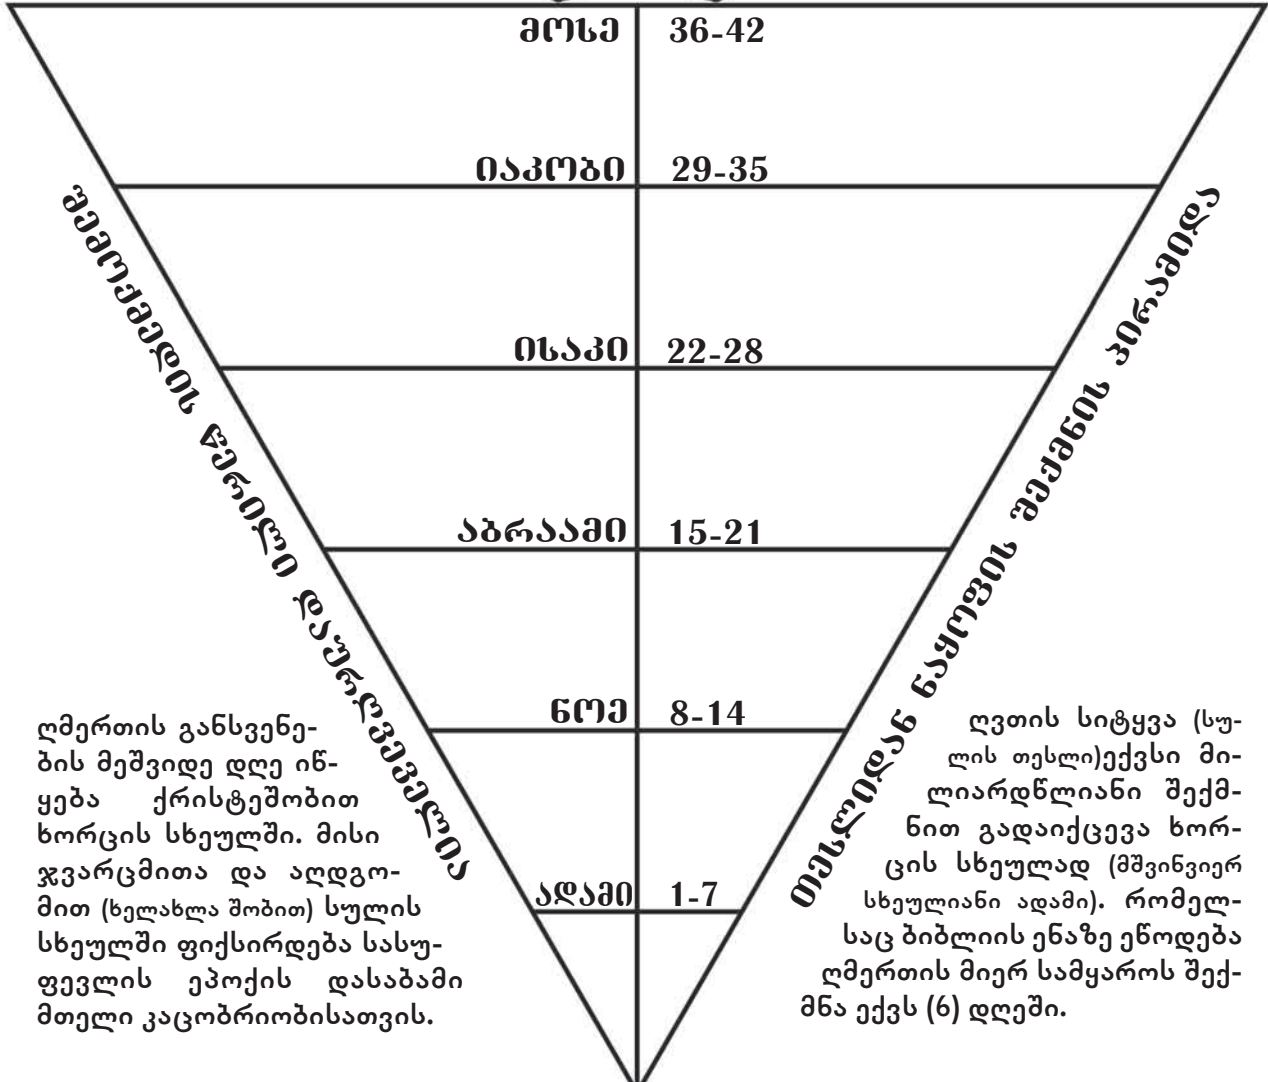 მოსე 36-42
იაკობი 29-35
ისაკი 22-28
აბრაამი 15-21
ნოე 8-14
ადამი 1-7
შემოქმედის წერილი დაურღვეველია
თესლიდან ნაყოფის შექმნის პირამიდა
ღმერთის განსვენე-
ბის მეშვიდე დღე იწ-
ყება ქრისტეშობით
ხორცის სხეულში. მისი
ჯვარცმითა და აღდგო-
მით (ხელახლა შობით) სულის
სხეულში ფიქსირდება სასუ-
ფევლის ეპოქის დასაბამი
მთელი კაცობრიობისათვის.
ღვთის სიტყვა (სუ-
ლის თესლი)ექვსი მი-
ლიარდწლიანი შექმ-
ნით გადაიქცევა ხორ-
ცის სხეულად (მშვინვიერ
სხეულიანი ადამი). რომელ-
საც ბიბლიის ენაზე ეწოდება
ღმერთის მიერ სამყაროს შექ-
მნა ექვს (6) დღეში.